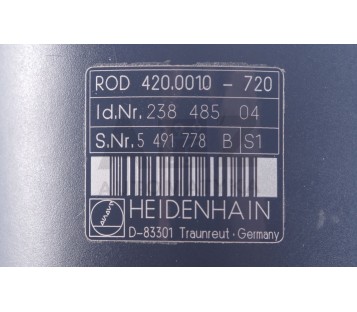 ROD 420.0010 - 720
Id.Nr. 238 485 04
S.Nr. 5 491 778 B S1
HEIDENHAIN
D-83301 Traunreut · Germany